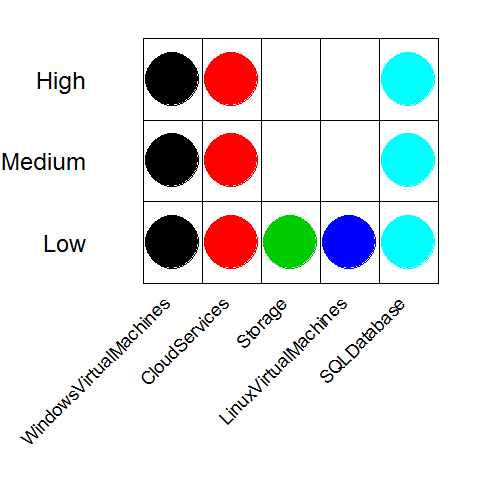 High
Medium
Low
WindowsVirtualMachines
CloudServices
Storage
LinuxVirtualMachines
SQLDatabase